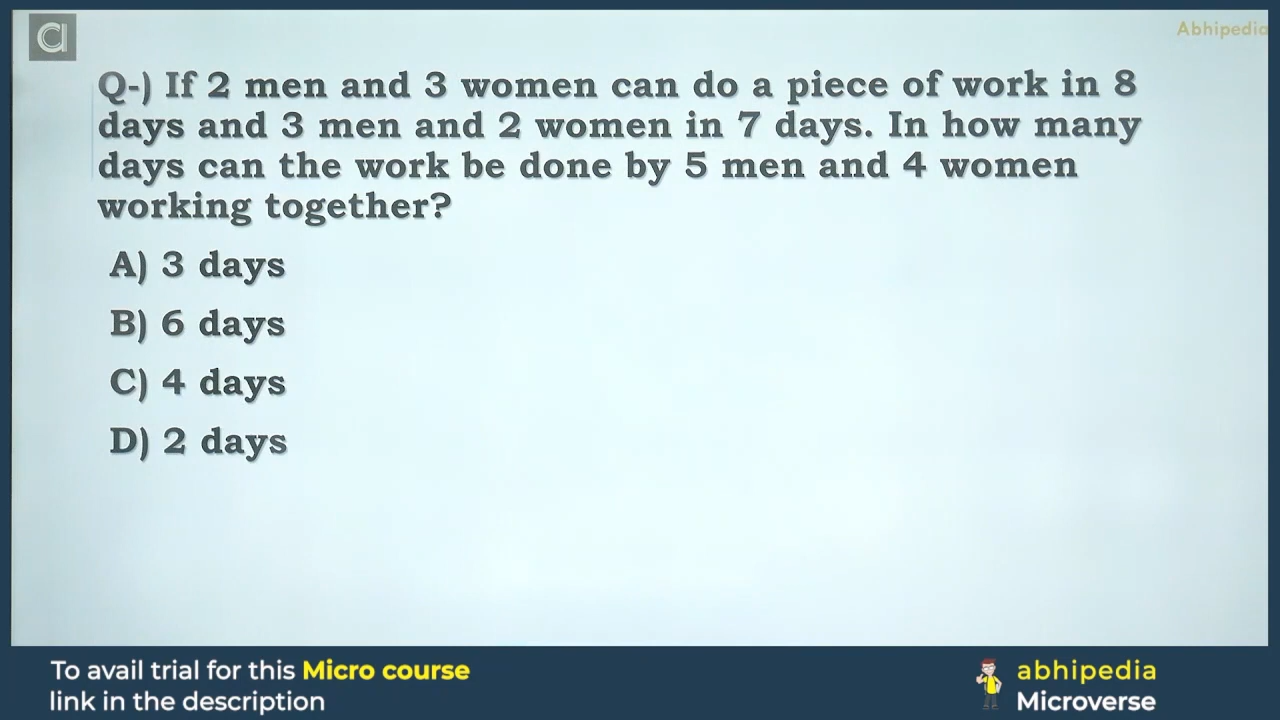 Abhipedia
Q-) If 2 men and 3 women can do a piece of work in 8
days and 3 men and 2 women in 7 days. In how many
days can the work be done by 5 men and 4 women
working together?
A) 3 days
B) 6 days
C) 4 days
D) 2 days
To avail trial for this Micro course
link in the description
abhipedia
Microverse